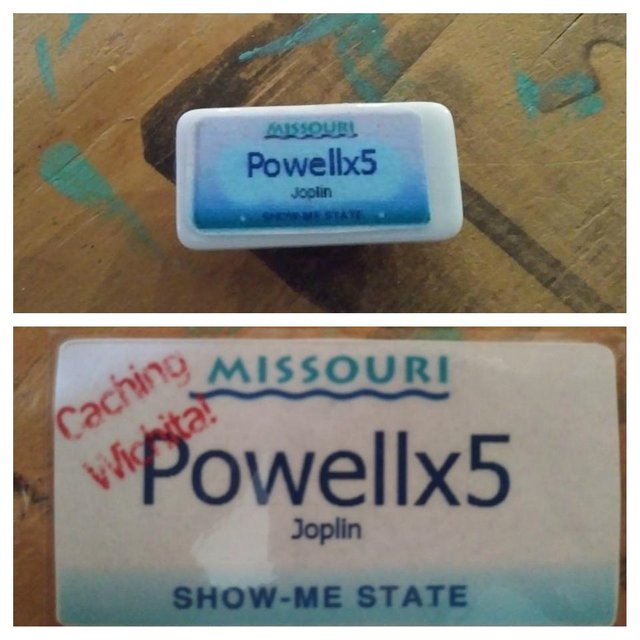 MISSOURI
Powellx5
Joplin
SHOW-ME STATE
MISSOURI
Caching
Wichita!
Powellx5
Joplin
SHOW-ME STATE